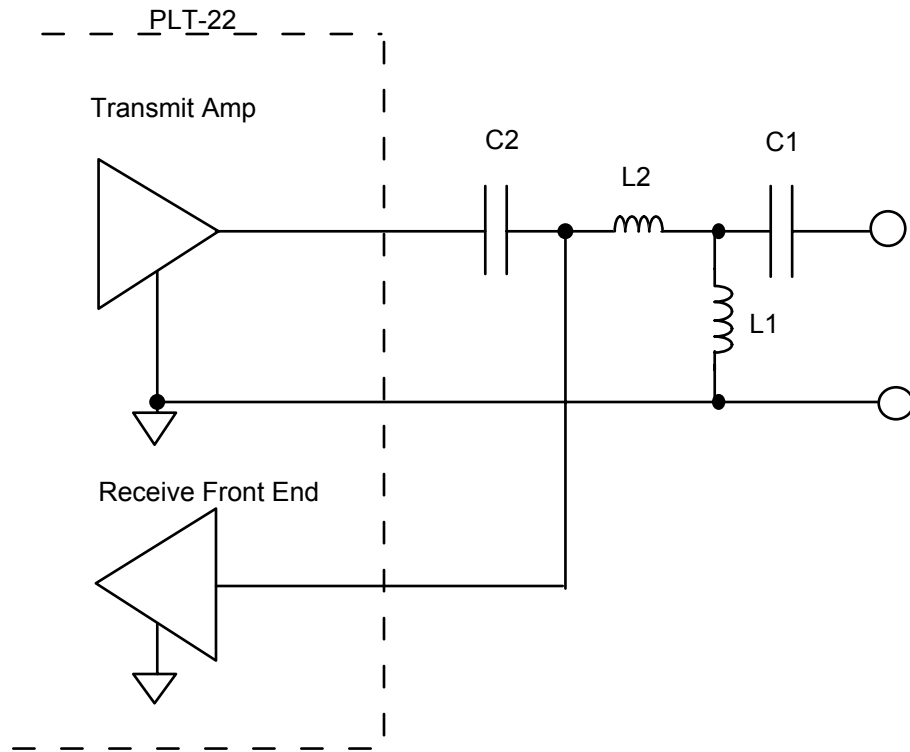 PLT-22
Transmit Amp
C2
L2
C1
L1
Receive Front End